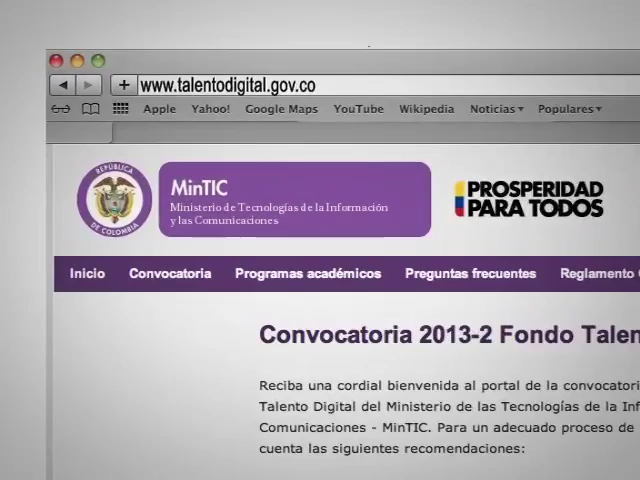 www.talentodigital.gov.co
Apple Yahoo! Google Maps YouTube Wikipedia Noticias Populares
REPÚBLICA
DE COLOMBIA
MinTIC
Ministerio de Tecnologías de la Información
y las Comunicaciones
PROSPERIDAD
PARA TODOS
Inicio Convocatoria Programas académicos Preguntas frecuentes Reglamento
Convocatoria 2013-2 Fondo Talen
Reciba una cordial bienvenida al portal de la convocatori
Talento Digital del Ministerio de las Tecnologías de la Inf
Comunicaciones - MinTIC. Para un adecuado proceso de
cuenta las siguientes recomendaciones: